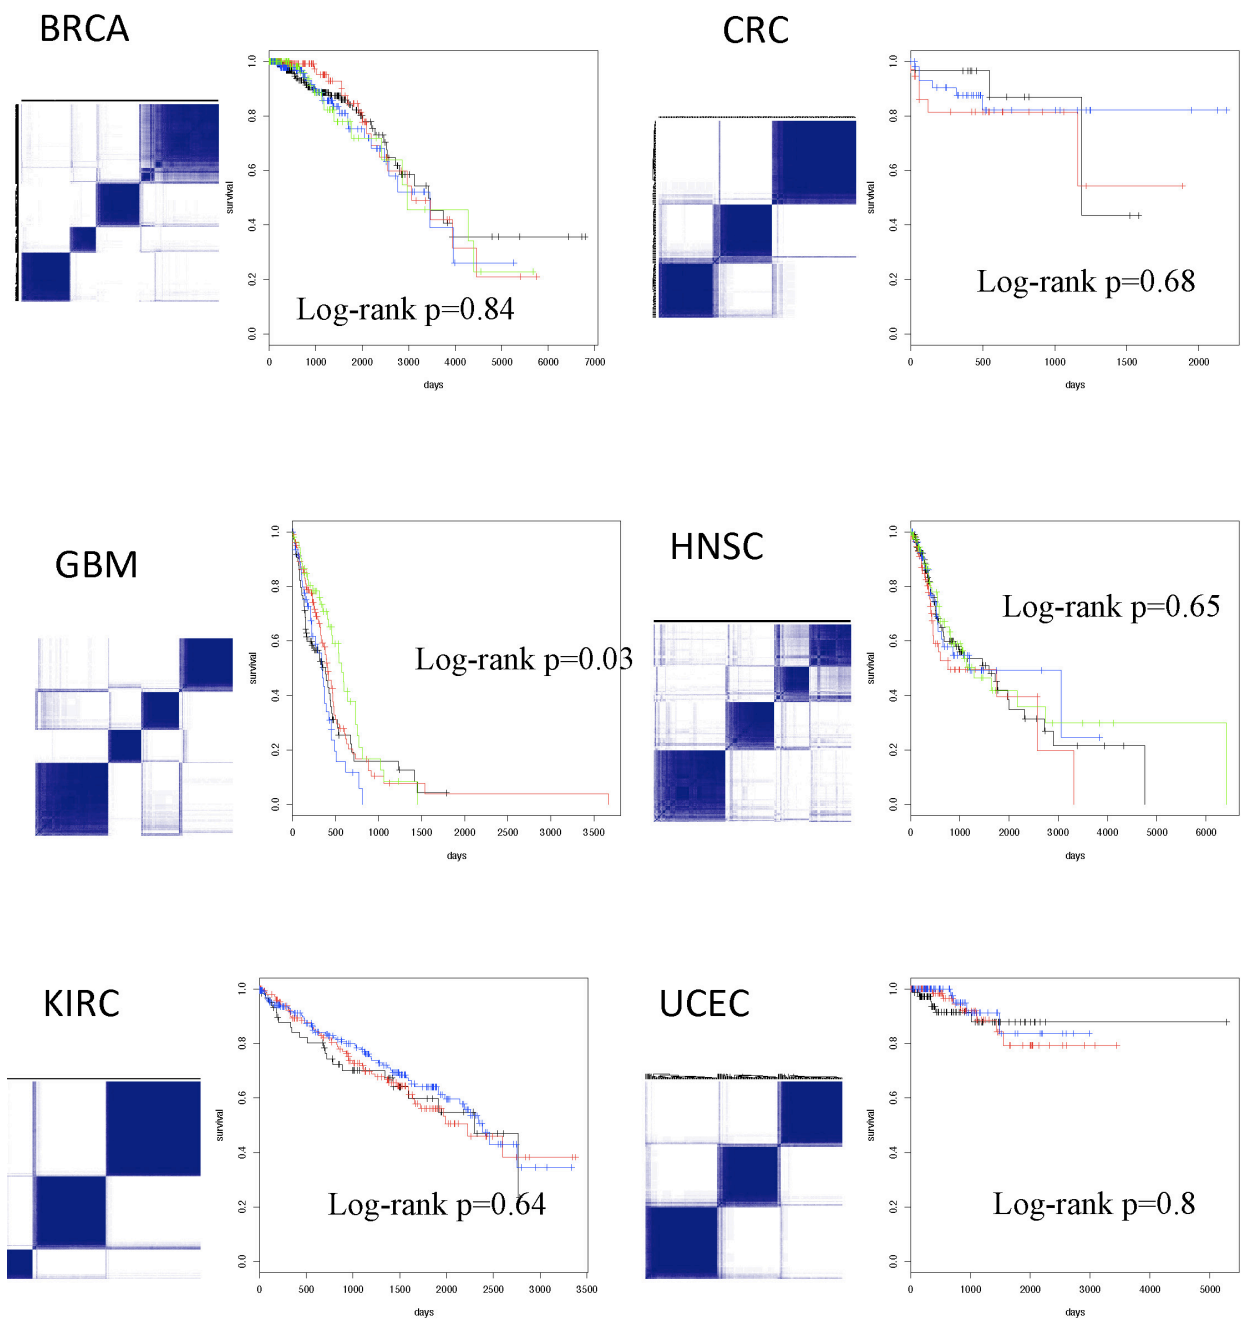 BRCA
survival
1.0
0.8
0.6
0.4
0.2
0.0
Log-rank p=0.84
0 1000 2000 3000 4000 5000 6000 7000
days
CRC
survival
1.0
0.8
0.6
0.4
0.2
0.0
Log-rank p=0.68
0 500 1000 1500 2000
days
GBM
survival
1.0
0.8
0.6
0.4
0.2
0.0
Log-rank p=0.03
0 500 1000 1500 2000 2500 3000 3500
days
HNSC
survival
1.0
0.8
0.6
0.4
0.2
0.0
Log-rank p=0.65
0 1000 2000 3000 4000 5000 6000
days
KIRC
survival
1.0
0.8
0.6
0.4
0.2
0.0
Log-rank p=0.64
0 500 1000 1500 2000 2500 3000 3500
days
UCEC
survival
1.0
0.8
0.6
0.4
0.2
0.0
Log-rank p=0.8
0 1000 2000 3000 4000 5000
days